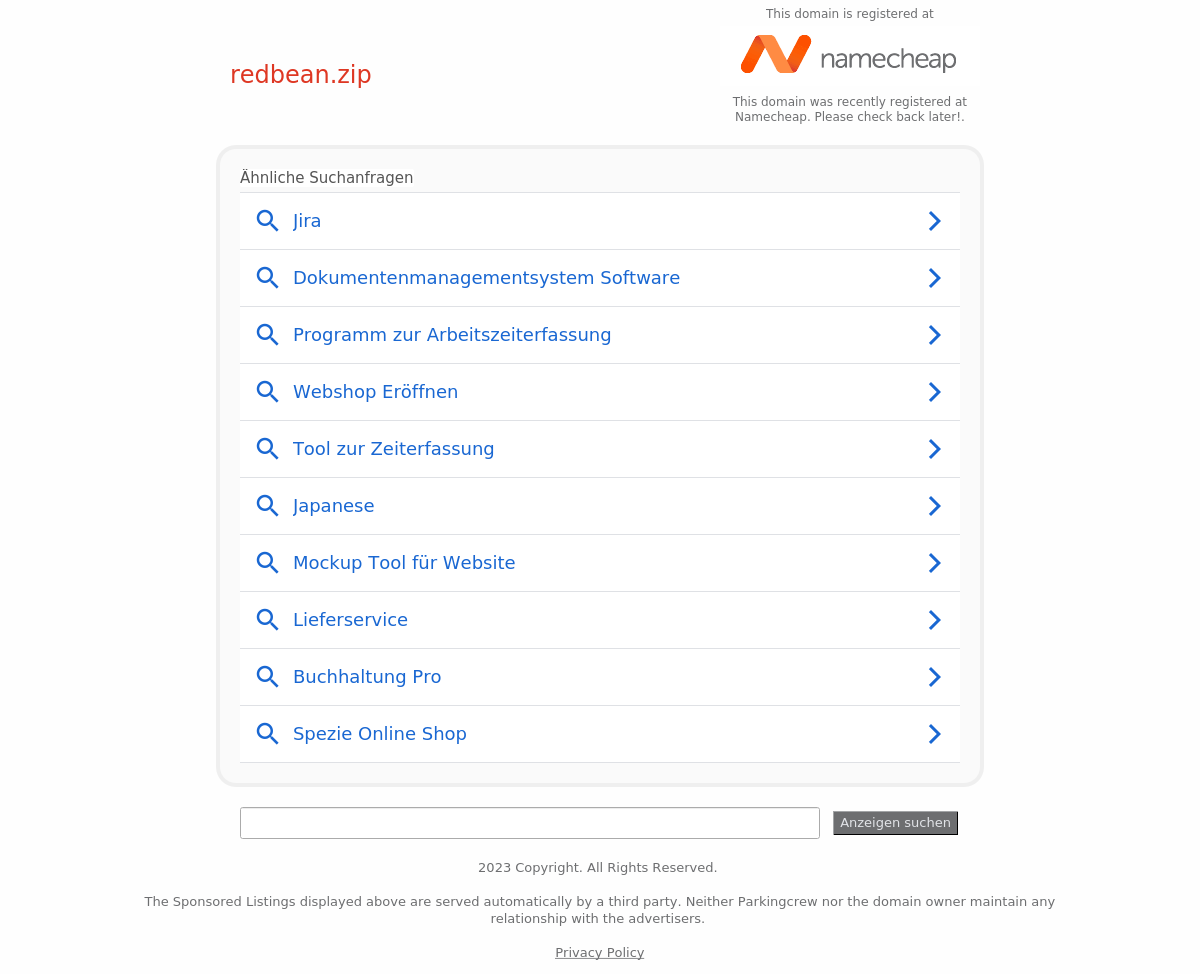 This domain is registered at
namecheap
redbean.zip
This domain was recently registered at
Namecheap. Please check back later!.
Ähnliche Suchanfragen
Jira
Dokumentenmanagementsystem Software
Programm zur Arbeitszeiterfassung
Webshop Eröffnen
Tool zur Zeiterfassung
Japanese
Mockup Tool für Website
Lieferservice
Buchhaltung Pro
Spezie Online Shop
Anzeigen suchen
2023 Copyright. All Rights Reserved.
The Sponsored Listings displayed above are served automatically by a third party. Neither Parkingcrew nor the domain owner maintain any
relationship with the advertisers.
Privacy Policy